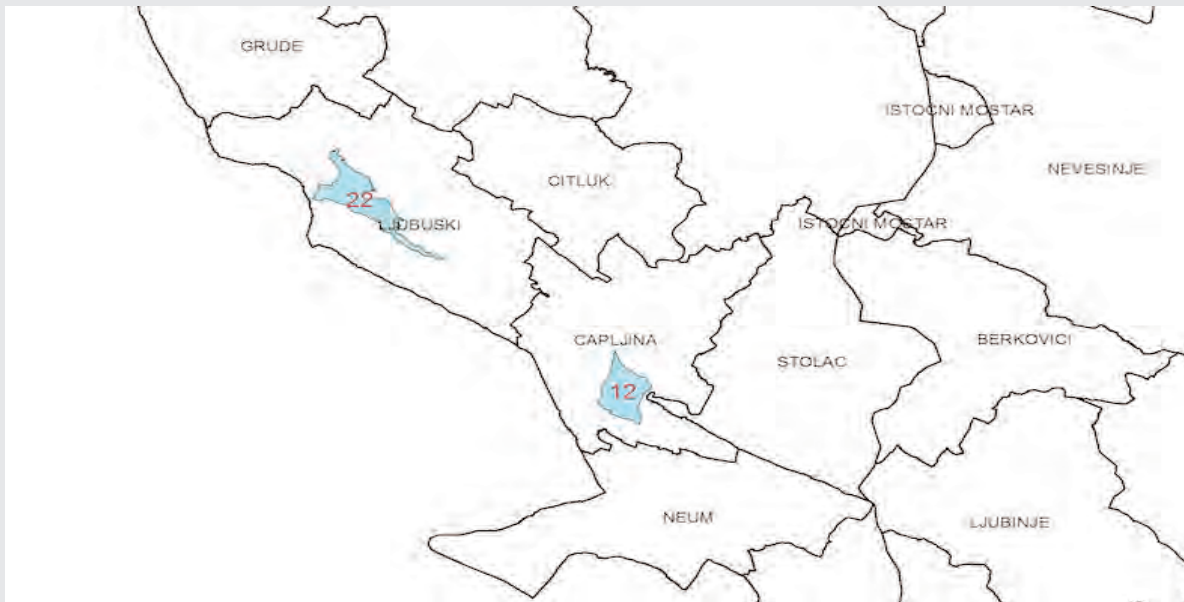 GRUDE
ISTOCNI MOSTAR
NEVESINJE
CITLUK
22
LJUBUSKI
ISTOCNI MOSTAR
CAPLJINA
BERKOVICI
STOLAC
12
NEUM
LJUBINJE